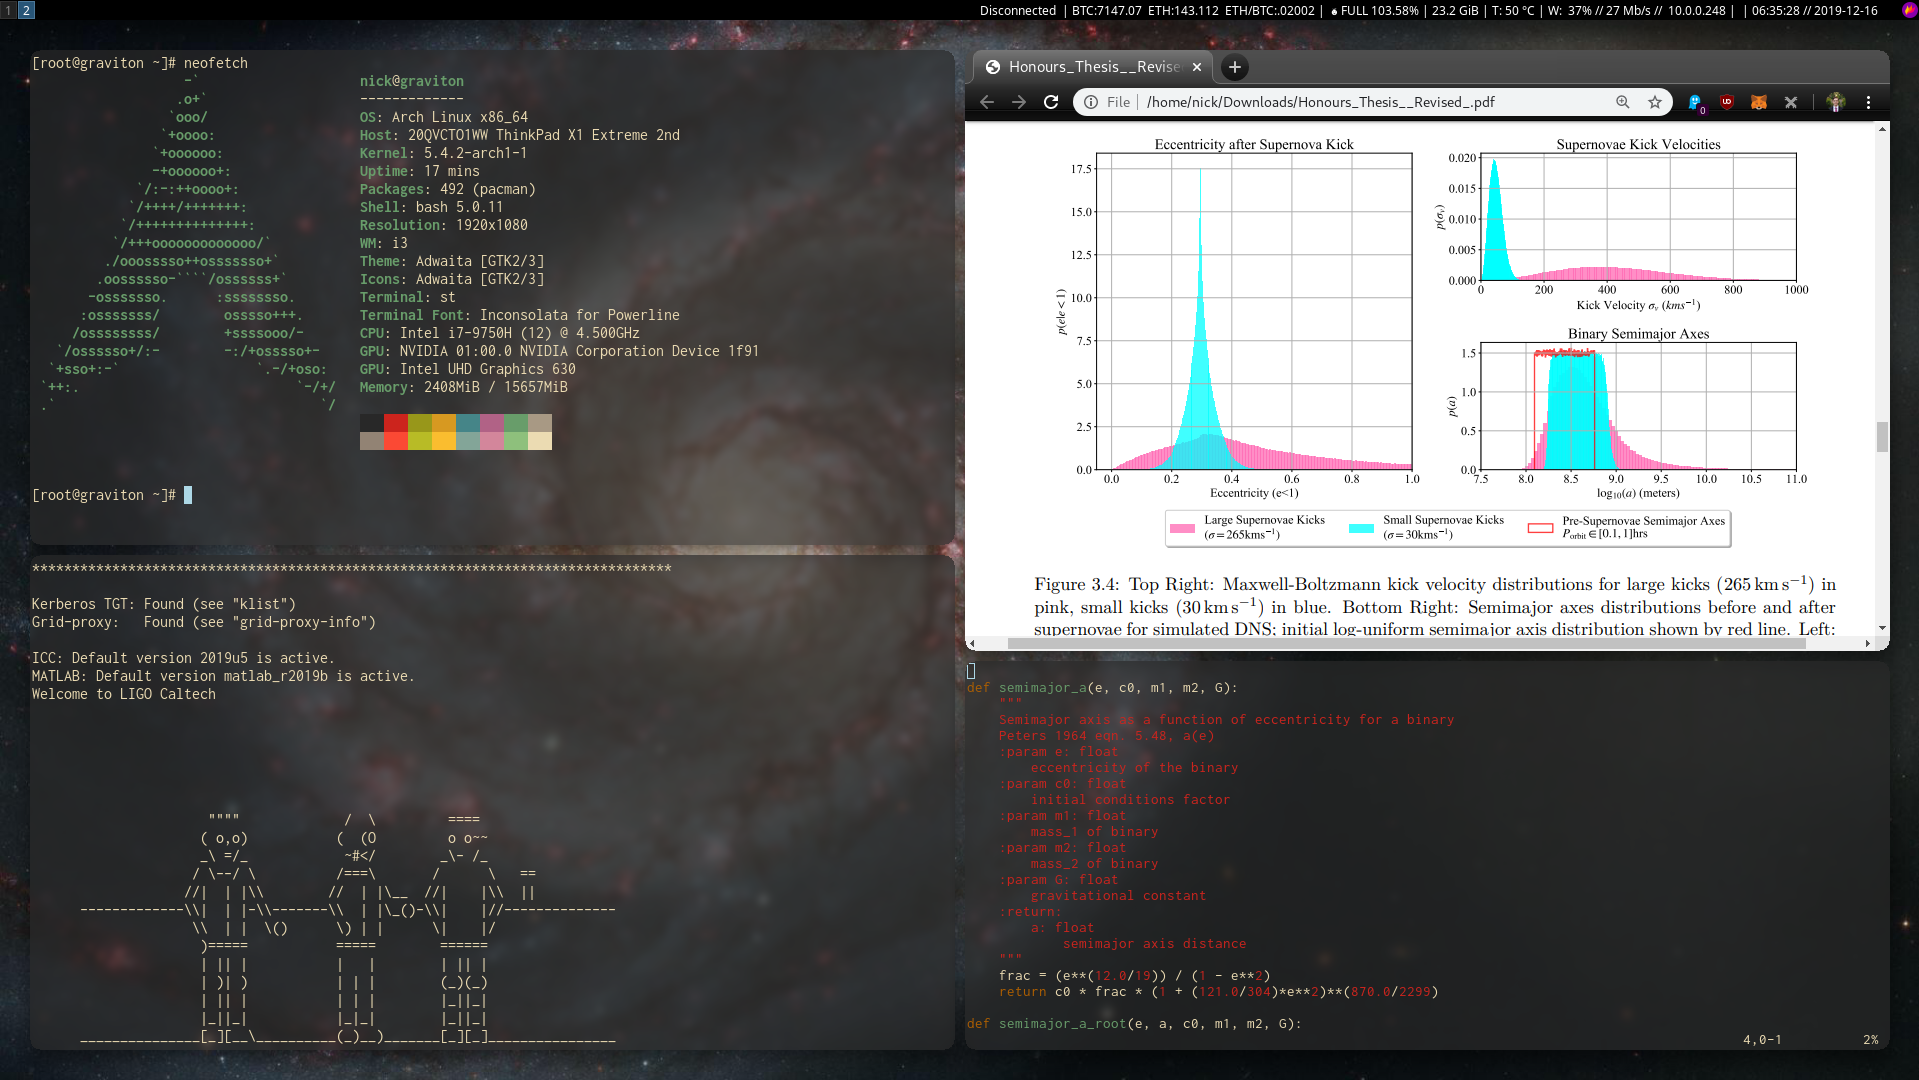 1 2
Disconnected | BTC:7147.07 ETH:143.112 ETH/BTC:.02002 | FULL 103.58% | 23.2 GiB | T: 50 °C | W: 37% // 27 Mb/s // 10.0.0.248 | | 06:35:28 // 2019-12-16
[root@graviton ~]# neofetch
nick@graviton
-------------
OS: Arch Linux x86_64
Host: 20QVCTO1WW ThinkPad X1 Extreme 2nd
Kernel: 5.4.2-arch1-1
Uptime: 17 mins
Packages: 492 (pacman)
Shell: bash 5.0.11
Resolution: 1920x1080
WM: i3
Theme: Adwaita [GTK2/3]
Icons: Adwaita [GTK2/3]
Terminal: st
Terminal Font: Inconsolata for Powerline
CPU: Intel i7-9750H (12) @ 4.500GHz
GPU: NVIDIA 01:00.0 NVIDIA Corporation Device 1f91
GPU: Intel UHD Graphics 630
Memory: 2408MiB / 15657MiB
[root@graviton ~]#
********************************************************************************
Kerberos TGT: Found (see "klist")
Grid-proxy:   Found (see "grid-proxy-info")
ICC: Default version 2019u5 is active.
MATLAB: Default version matlab_r2019b is active.
Welcome to LIGO Caltech
Honours_Thesis__Revise
File | /home/nick/Downloads/Honours_Thesis__Revised_.pdf
0
Eccentricity after Supernova Kick
17.5
15.0
12.5
10.0
7.5
5.0
2.5
0.0
p(e|e < 1)
0.0 0.2 0.4 0.6 0.8 1.0
Eccentricity (e<1)
Supernovae Kick Velocities
0.020
0.015
0.010
0.005
0.000
p(σv)
0 200 400 600 800 1000
Kick Velocity σv (kms−1)
Binary Semimajor Axes
1.5
1.0
0.5
0.0
p(a)
7.5 8.0 8.5 9.0 9.5 10.0 10.5 11.0
log10(a) (meters)
Large Supernovae Kicks
(σ=265kms−1)
Small Supernovae Kicks
(σ=30kms−1)
Pre-Supernovae Semimajor Axes
Porbit∈[0.1, 1]hrs
Figure 3.4: Top Right: Maxwell-Boltzmann kick velocity distributions for large kicks (265 km s−1) in
pink, small kicks (30 km s−1) in blue. Bottom Right: Semimajor axes distributions before and after
supernovae for simulated DNS; initial log-uniform semimajor axis distribution shown by red line. Left:
def semimajor_a(e, c0, m1, m2, G):
"""
Semimajor axis as a function of eccentricity for a binary
Peters 1964 eqn. 5.48, a(e)
:param e: float
eccentricity of the binary
:param c0: float
initial conditions factor
:param m1: float
mass_1 of binary
:param m2: float
mass_2 of binary
:param G: float
gravitational constant
:return:
a: float
semimajor axis distance
"""
frac = (e**(12.0/19)) / (1 - e**2)
return c0 * frac * (1 + (121.0/304)*e**2)**(870.0/2299)
def semimajor_a_root(e, a, c0, m1, m2, G):
4,0-1 2%